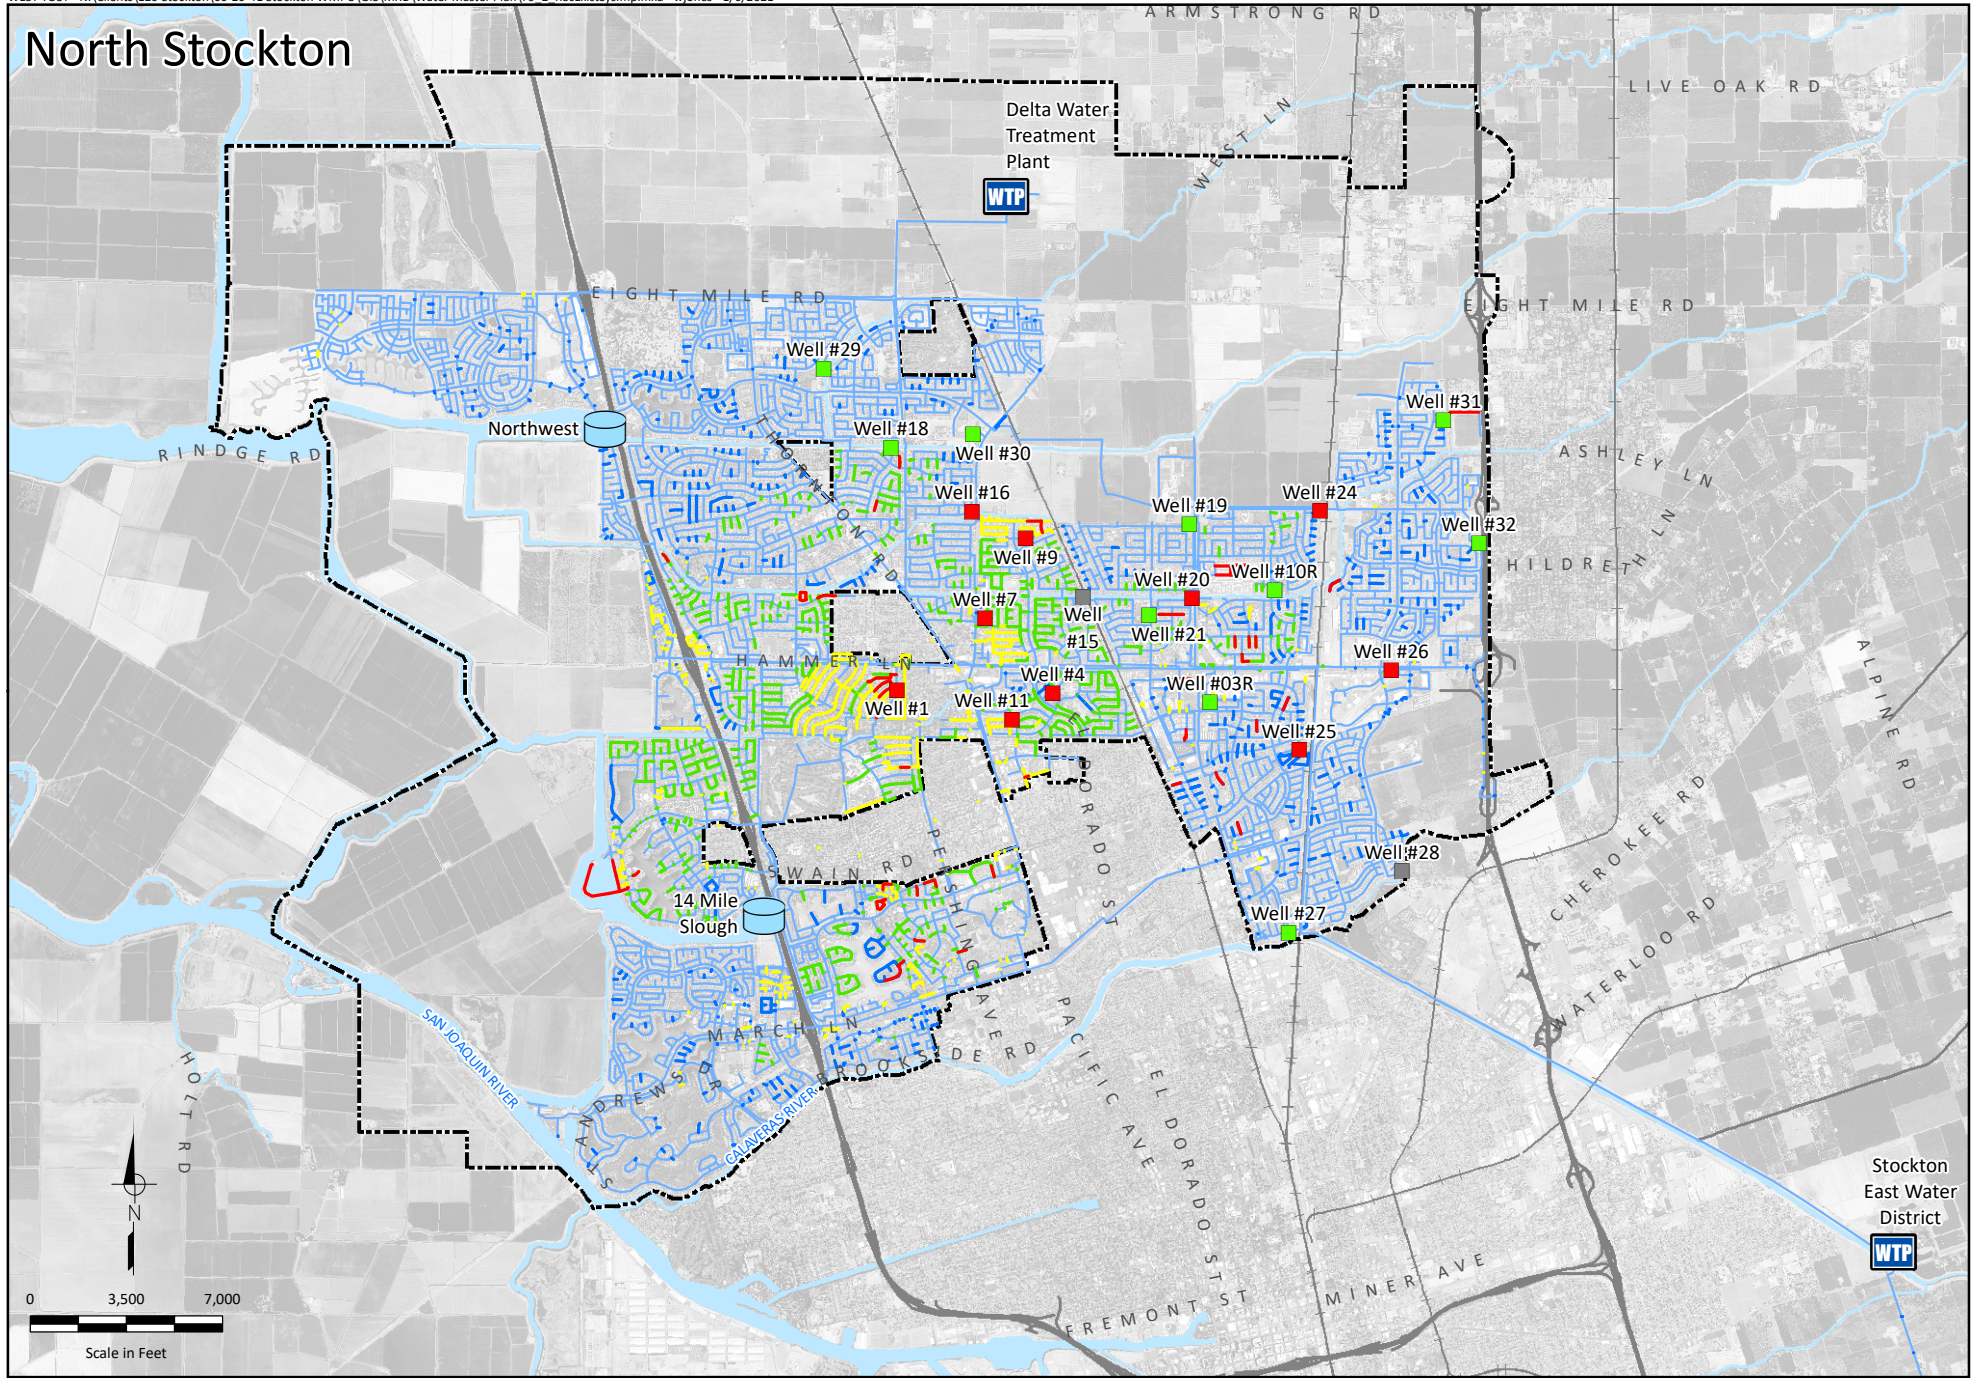 North Stockton
ARMSTRONG RD
LIVE OAK RD
Delta Water
Treatment
Plant
WTP
WEST LN
EIGHT MILE RD
EIGHT MILE RD
Well #29
Well #31
Northwest
Well #18
Well #30
RINDGE RD
THORNTON RD
ASHLEY LN
Well #16
Well #19
Well #24
Well #32
Well #9
HILDRETH LN
Well #20
Well #10R
Well #7
Well
#15
Well #21
HAMMER LN
Well #26
Well #4
Well #03R
Well #1
Well #11
ALPINE RD
Well #25
EL DORADO ST
CHEROKEE RD
Well #28
SWAIN RD
PERSHING AVE
14 Mile
Slough
Well #27
WATERLOO RD
SAN JOAQUIN RIVER
MARCH LN
PACIFIC AVE
BROOKSIDE RD
HOLT RD
ST ANDREWS DR
CALAVERAS RIVER
EL DORADO ST
N
Stockton
East Water
District
WTP
0 3,500 7,000
Scale in Feet
FREMONT ST
MINER AVE